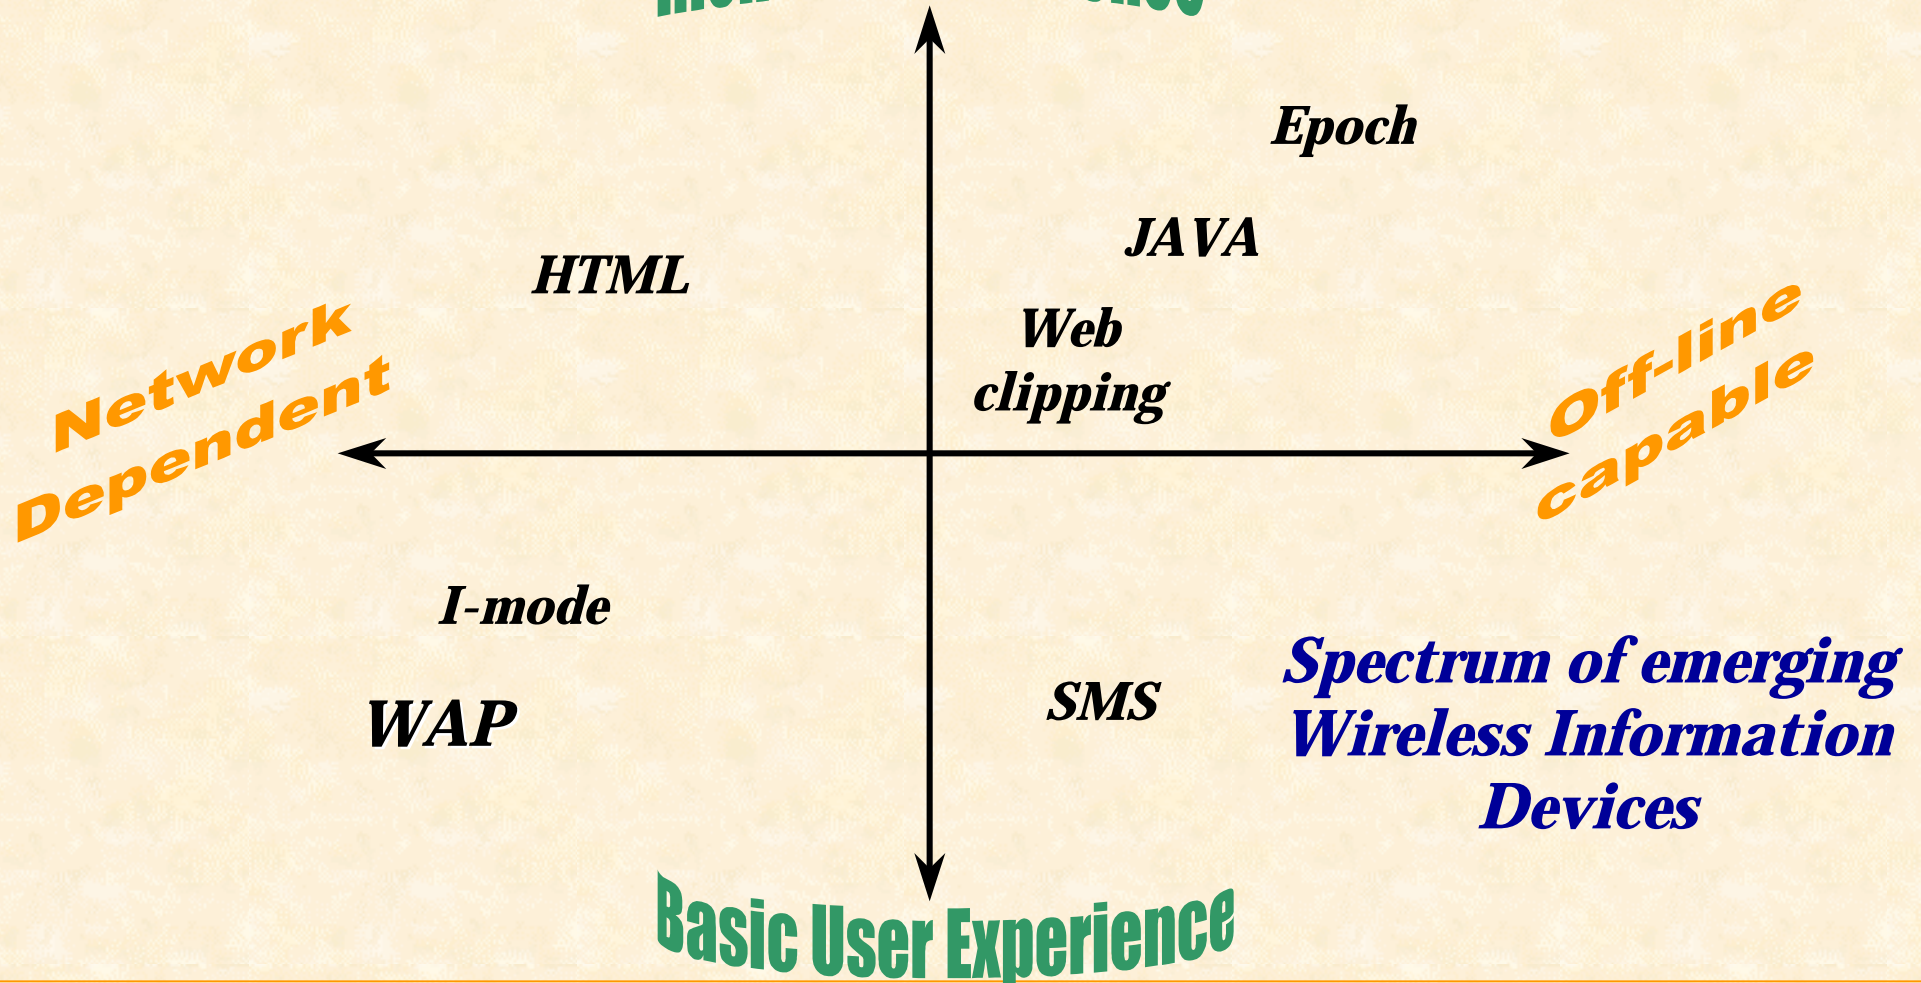 Epoch
JAVA
HTML
Web
clipping
Network
Dependent
Off-line
capable
I-mode
WAP
SMS
Spectrum of emerging
Wireless Information
Devices
Basic User Experience